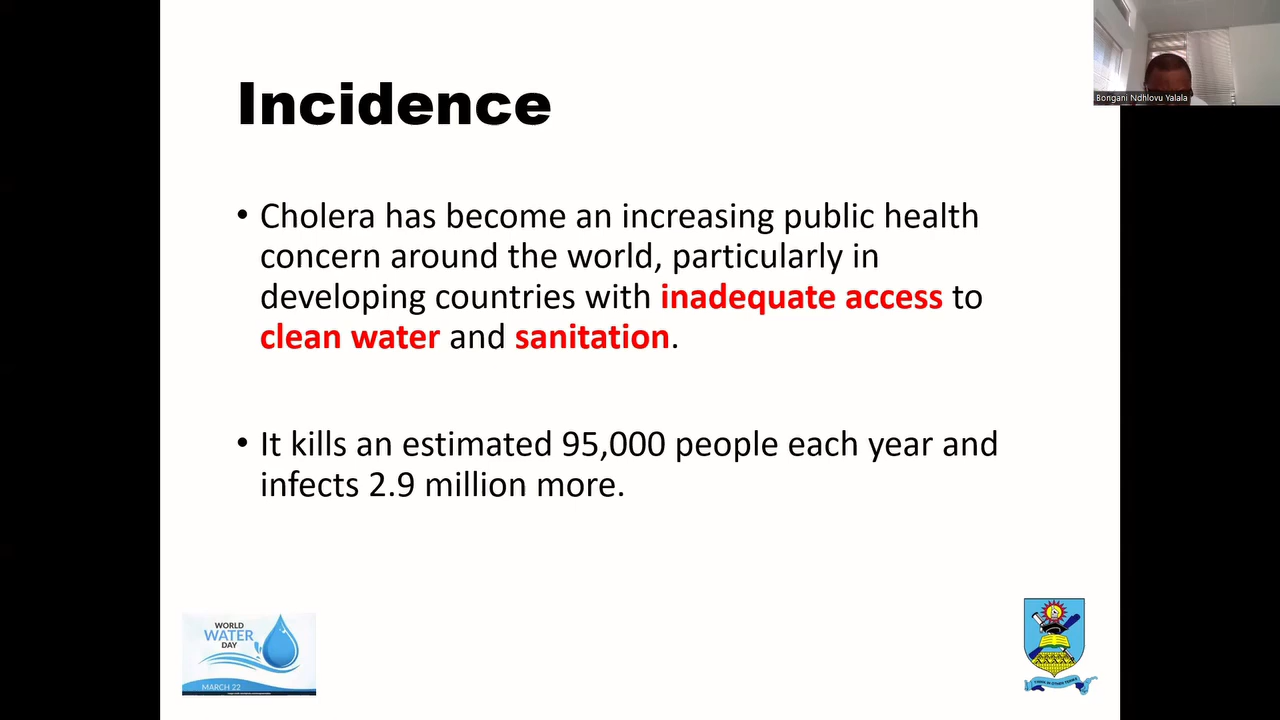 Incidence
Bongani Ndhlovu Yalala
• Cholera has become an increasing public health
concern around the world, particularly in
developing countries with inadequate access to
clean water and sanitation.
• It kills an estimated 95,000 people each year and
infects 2.9 million more.
WORLD
WATER
DAY
MARCH 22